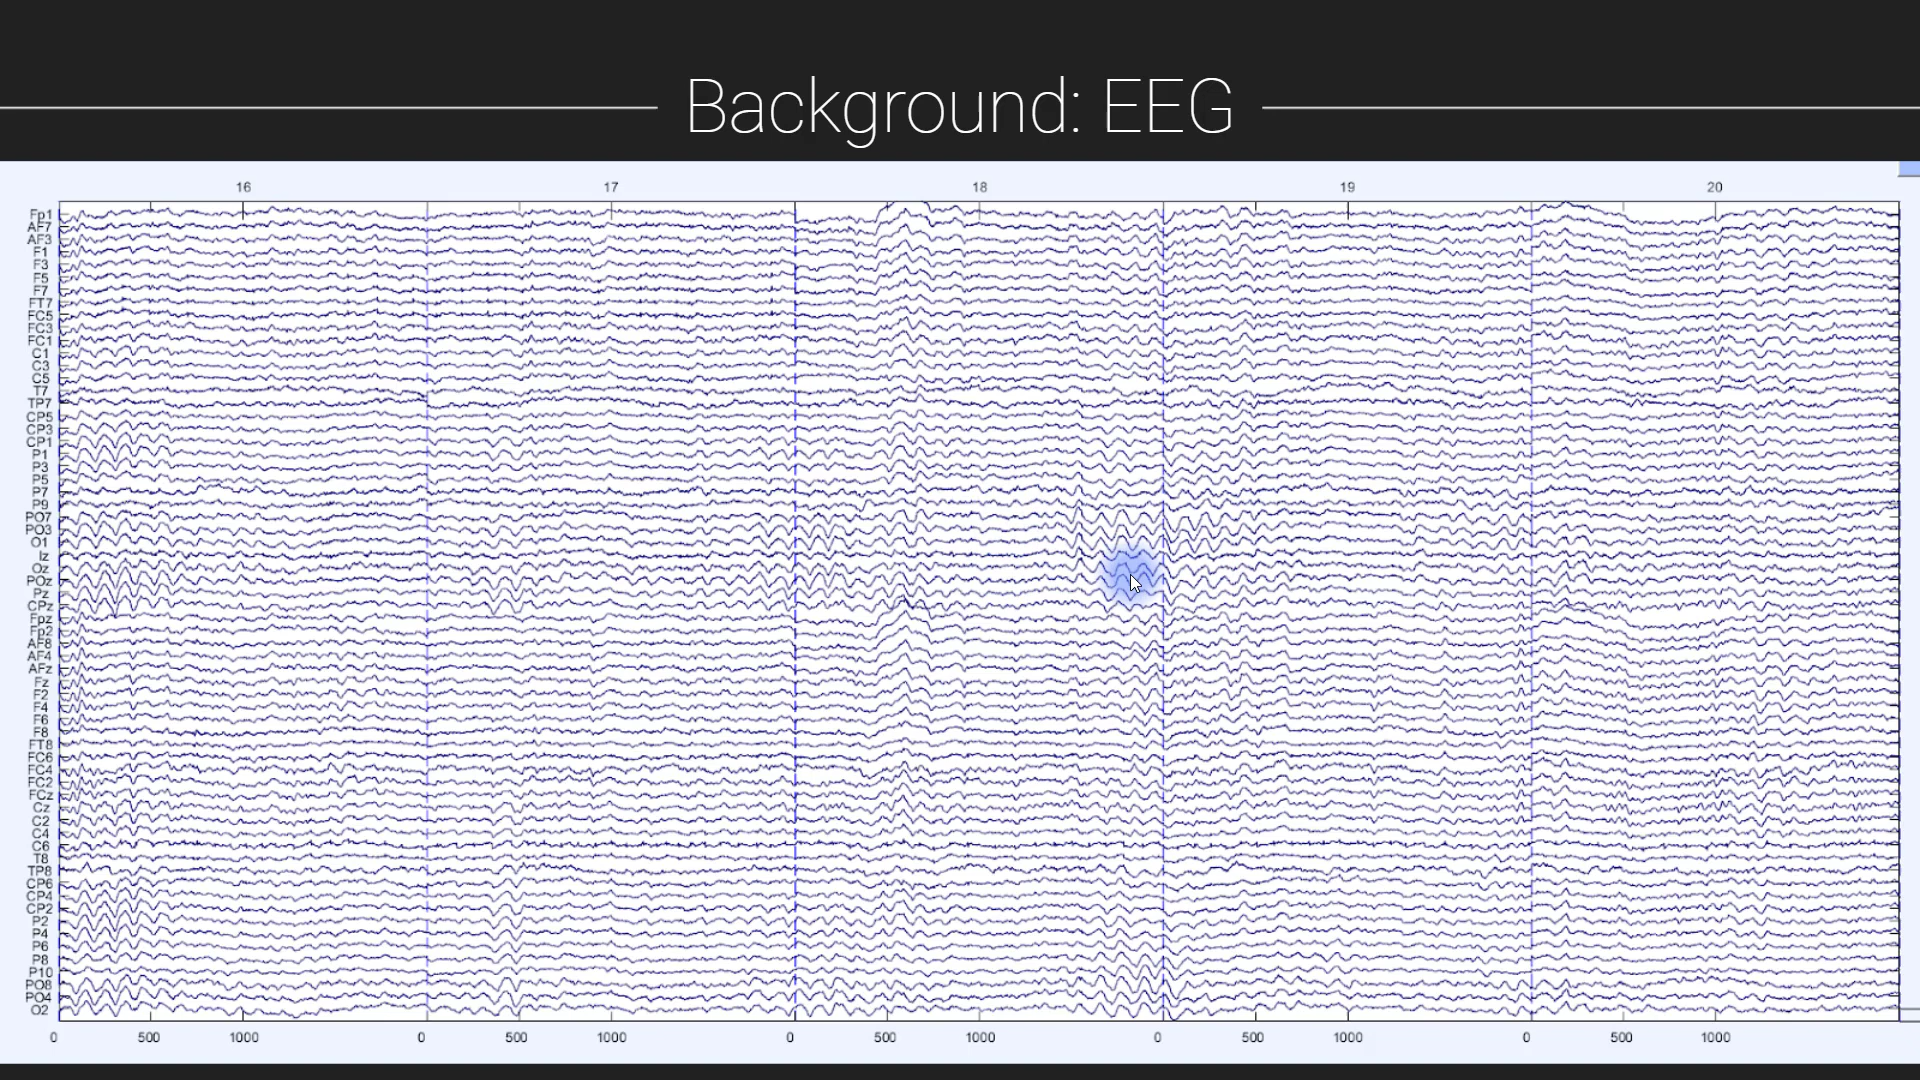 Background: EEG
16 17 18 19 20
Fp1
AF7
AF3
F1
F3
F5
F7
FT7
FC5
FC3
FC1
C1
C3
C5
T7
TP7
CP5
CP3
CP1
P1
P3
P5
P7
P9
PO7
PO3
O1
Iz
Oz
POz
Pz
CPz
Fpz
Fp2
AF8
AF4
AFz
Fz
F2
F4
F6
F8
FT8
FC6
FC4
FC2
FCz
Cz
C2
C4
C6
T8
TP8
CP6
CP4
CP2
P2
P4
P6
P8
P10
PO8
PO4
O2
0 500 1000 0 500 1000 0 500 1000 0 500 1000 0 500 1000